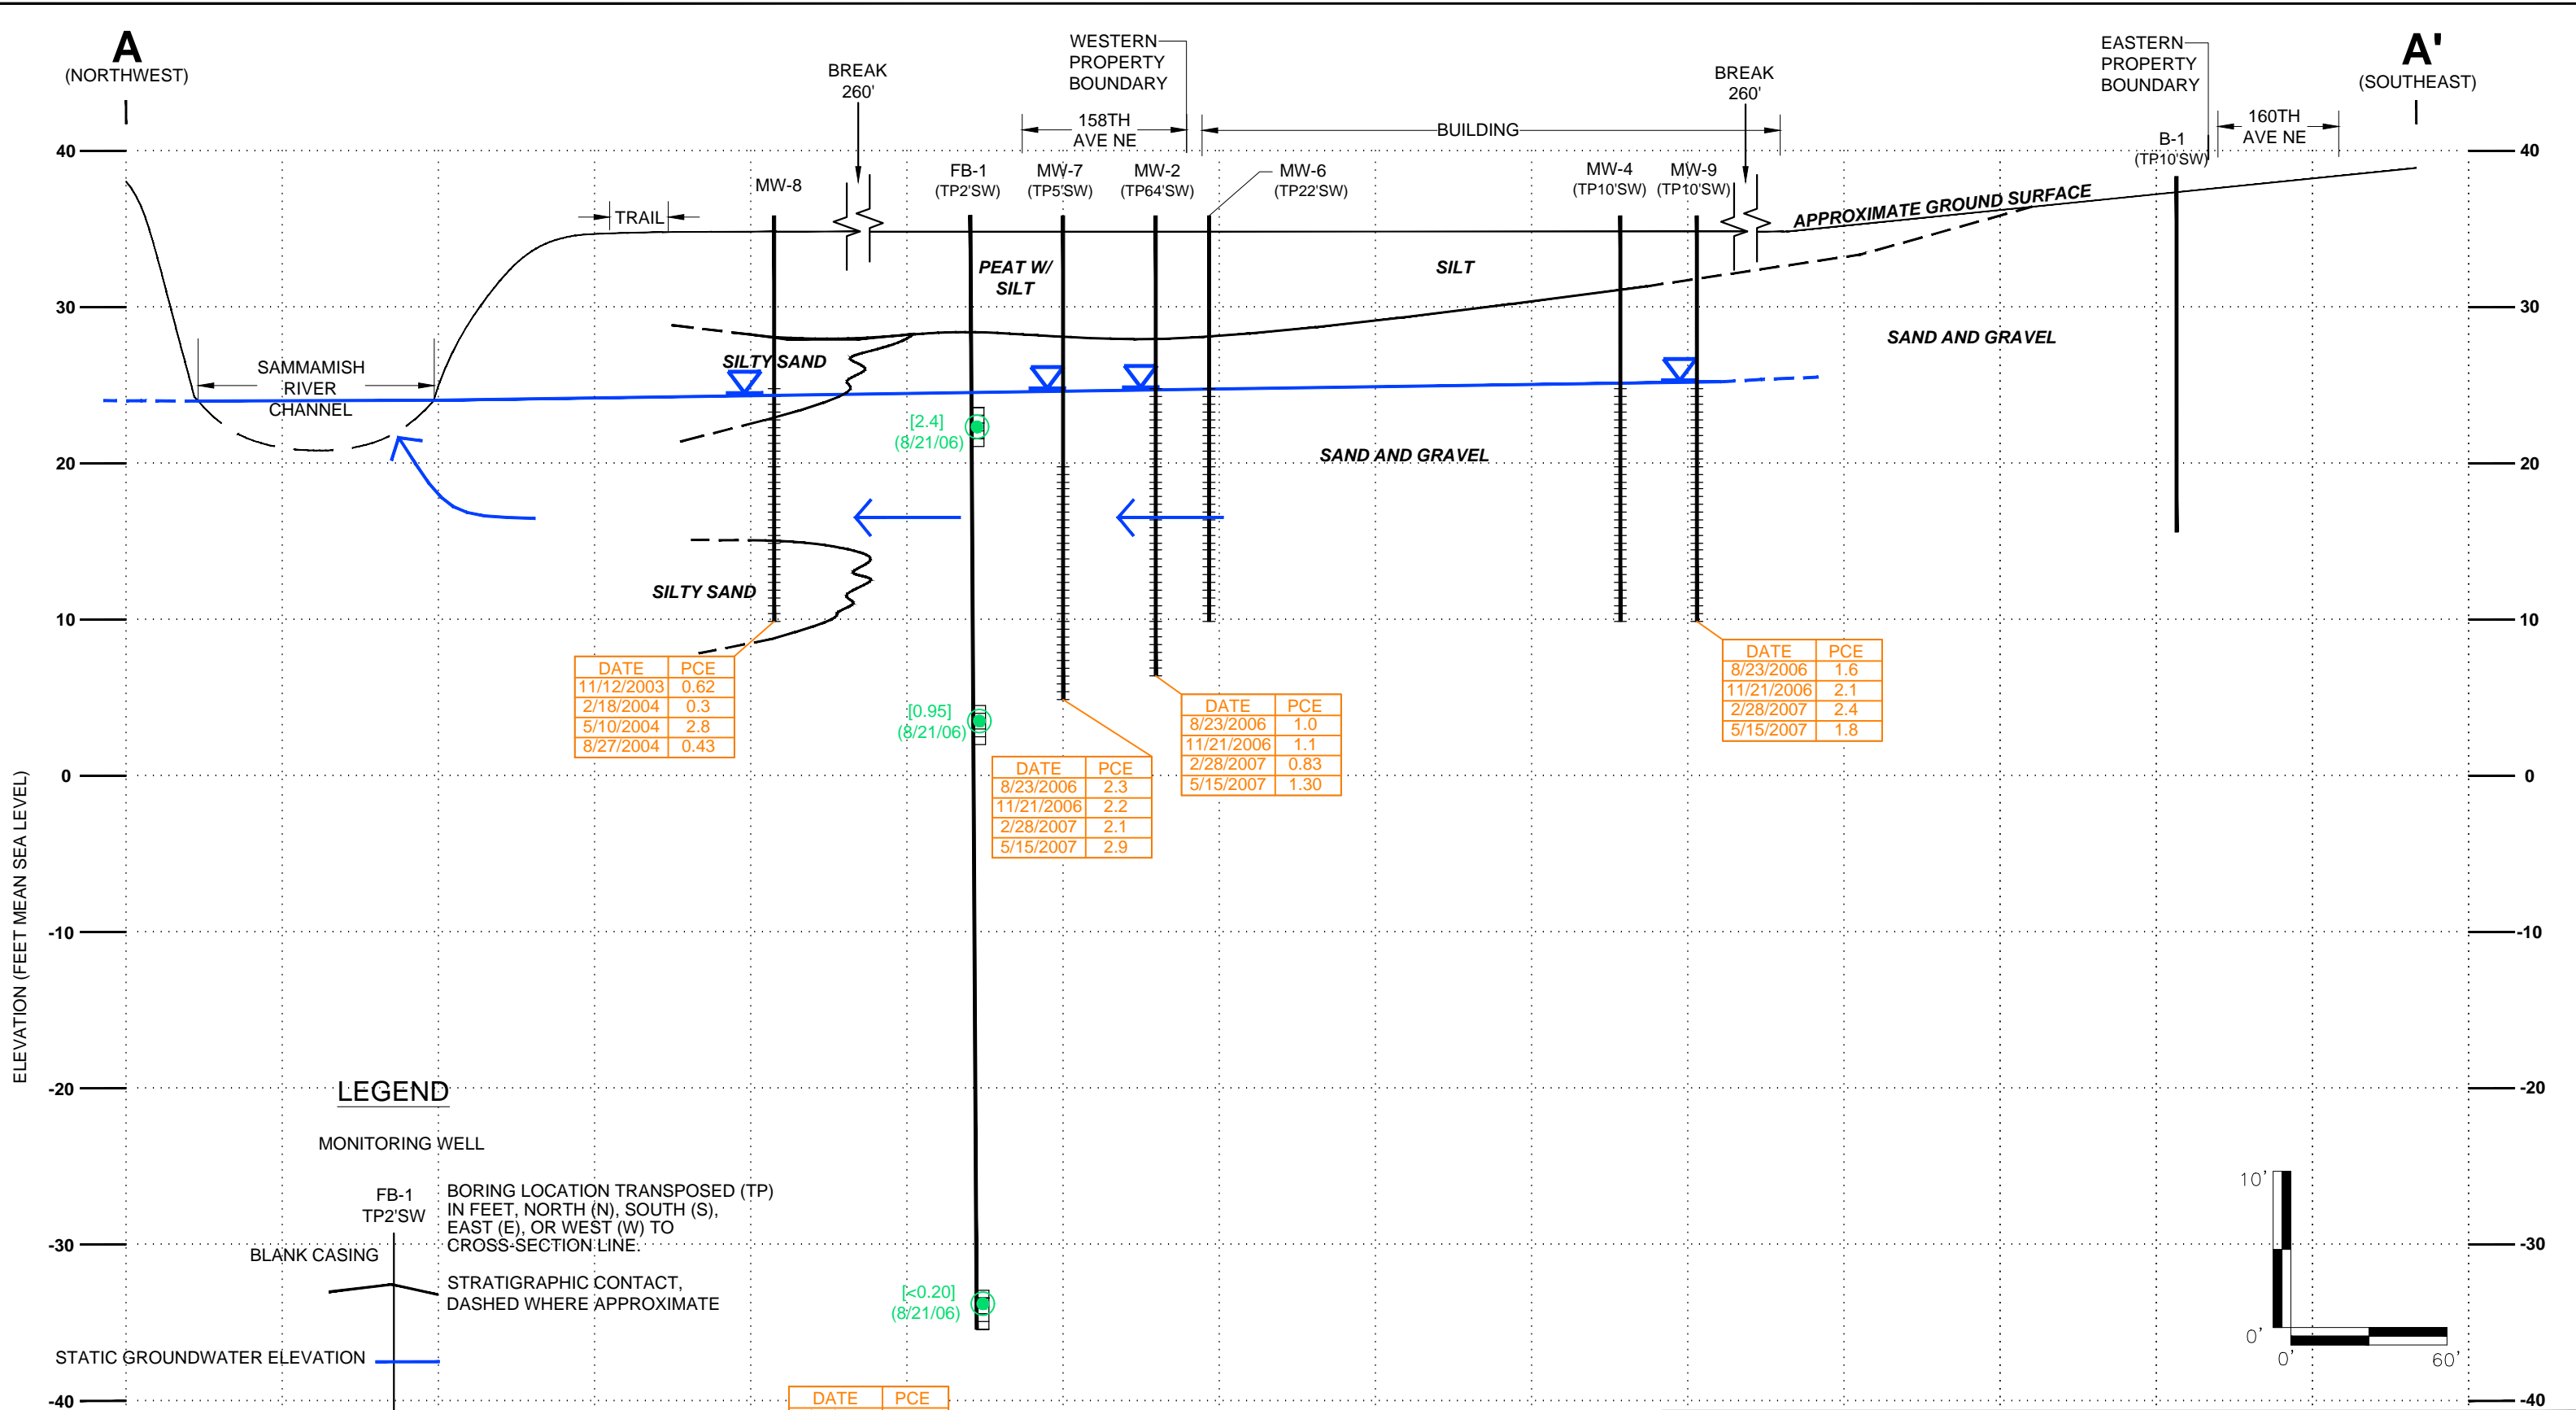 A
(NORTHWEST)
BREAK
260'
WESTERN
PROPERTY
BOUNDARY
158TH
AVE NE
BUILDING
BREAK
260'
EASTERN
PROPERTY
BOUNDARY
160TH
AVE NE
A'
(SOUTHEAST)
TRAIL
MW-8
FB-1
(TP2'SW)
MW-7
(TP5'SW)
MW-2
(TP64'SW)
MW-6
(TP22'SW)
MW-4
(TP10'SW)
MW-9
(TP10'SW)
B-1
(TP10'SW)
APPROXIMATE GROUND SURFACE
40
30
20
10
0
-10
-20
-30
-40
ELEVATION (FEET MEAN SEA LEVEL)
40
30
20
10
0
-10
-20
-30
-40
PEAT W/
SILT
SILT
SAND AND GRAVEL
SILTY SAND
SAMMAMISH
RIVER
CHANNEL
SAND AND GRAVEL
SILTY SAND
[2.4]
(8/21/06)
[0.95]
(8/21/06)
[<0.20]
(8/21/06)
DATE PCE
11/12/2003 0.62
2/18/2004 0.3
5/10/2004 2.8
8/27/2004 0.43
DATE PCE
8/23/2006 2.3
11/21/2006 2.2
2/28/2007 2.1
5/15/2007 2.9
DATE PCE
8/23/2006 1.0
11/21/2006 1.1
2/28/2007 0.83
5/15/2007 1.30
DATE PCE
8/23/2006 1.6
11/21/2006 2.1
2/28/2007 2.4
5/15/2007 1.8
LEGEND
MONITORING WELL
FB-1
TP2'SW
BORING LOCATION TRANSPOSED (TP)
IN FEET, NORTH (N), SOUTH (S),
EAST (E), OR WEST (W) TO
CROSS-SECTION LINE.
BLANK CASING
STRATIGRAPHIC CONTACT,
DASHED WHERE APPROXIMATE
STATIC GROUNDWATER ELEVATION
DATE PCE
10'
0'
0'
60'